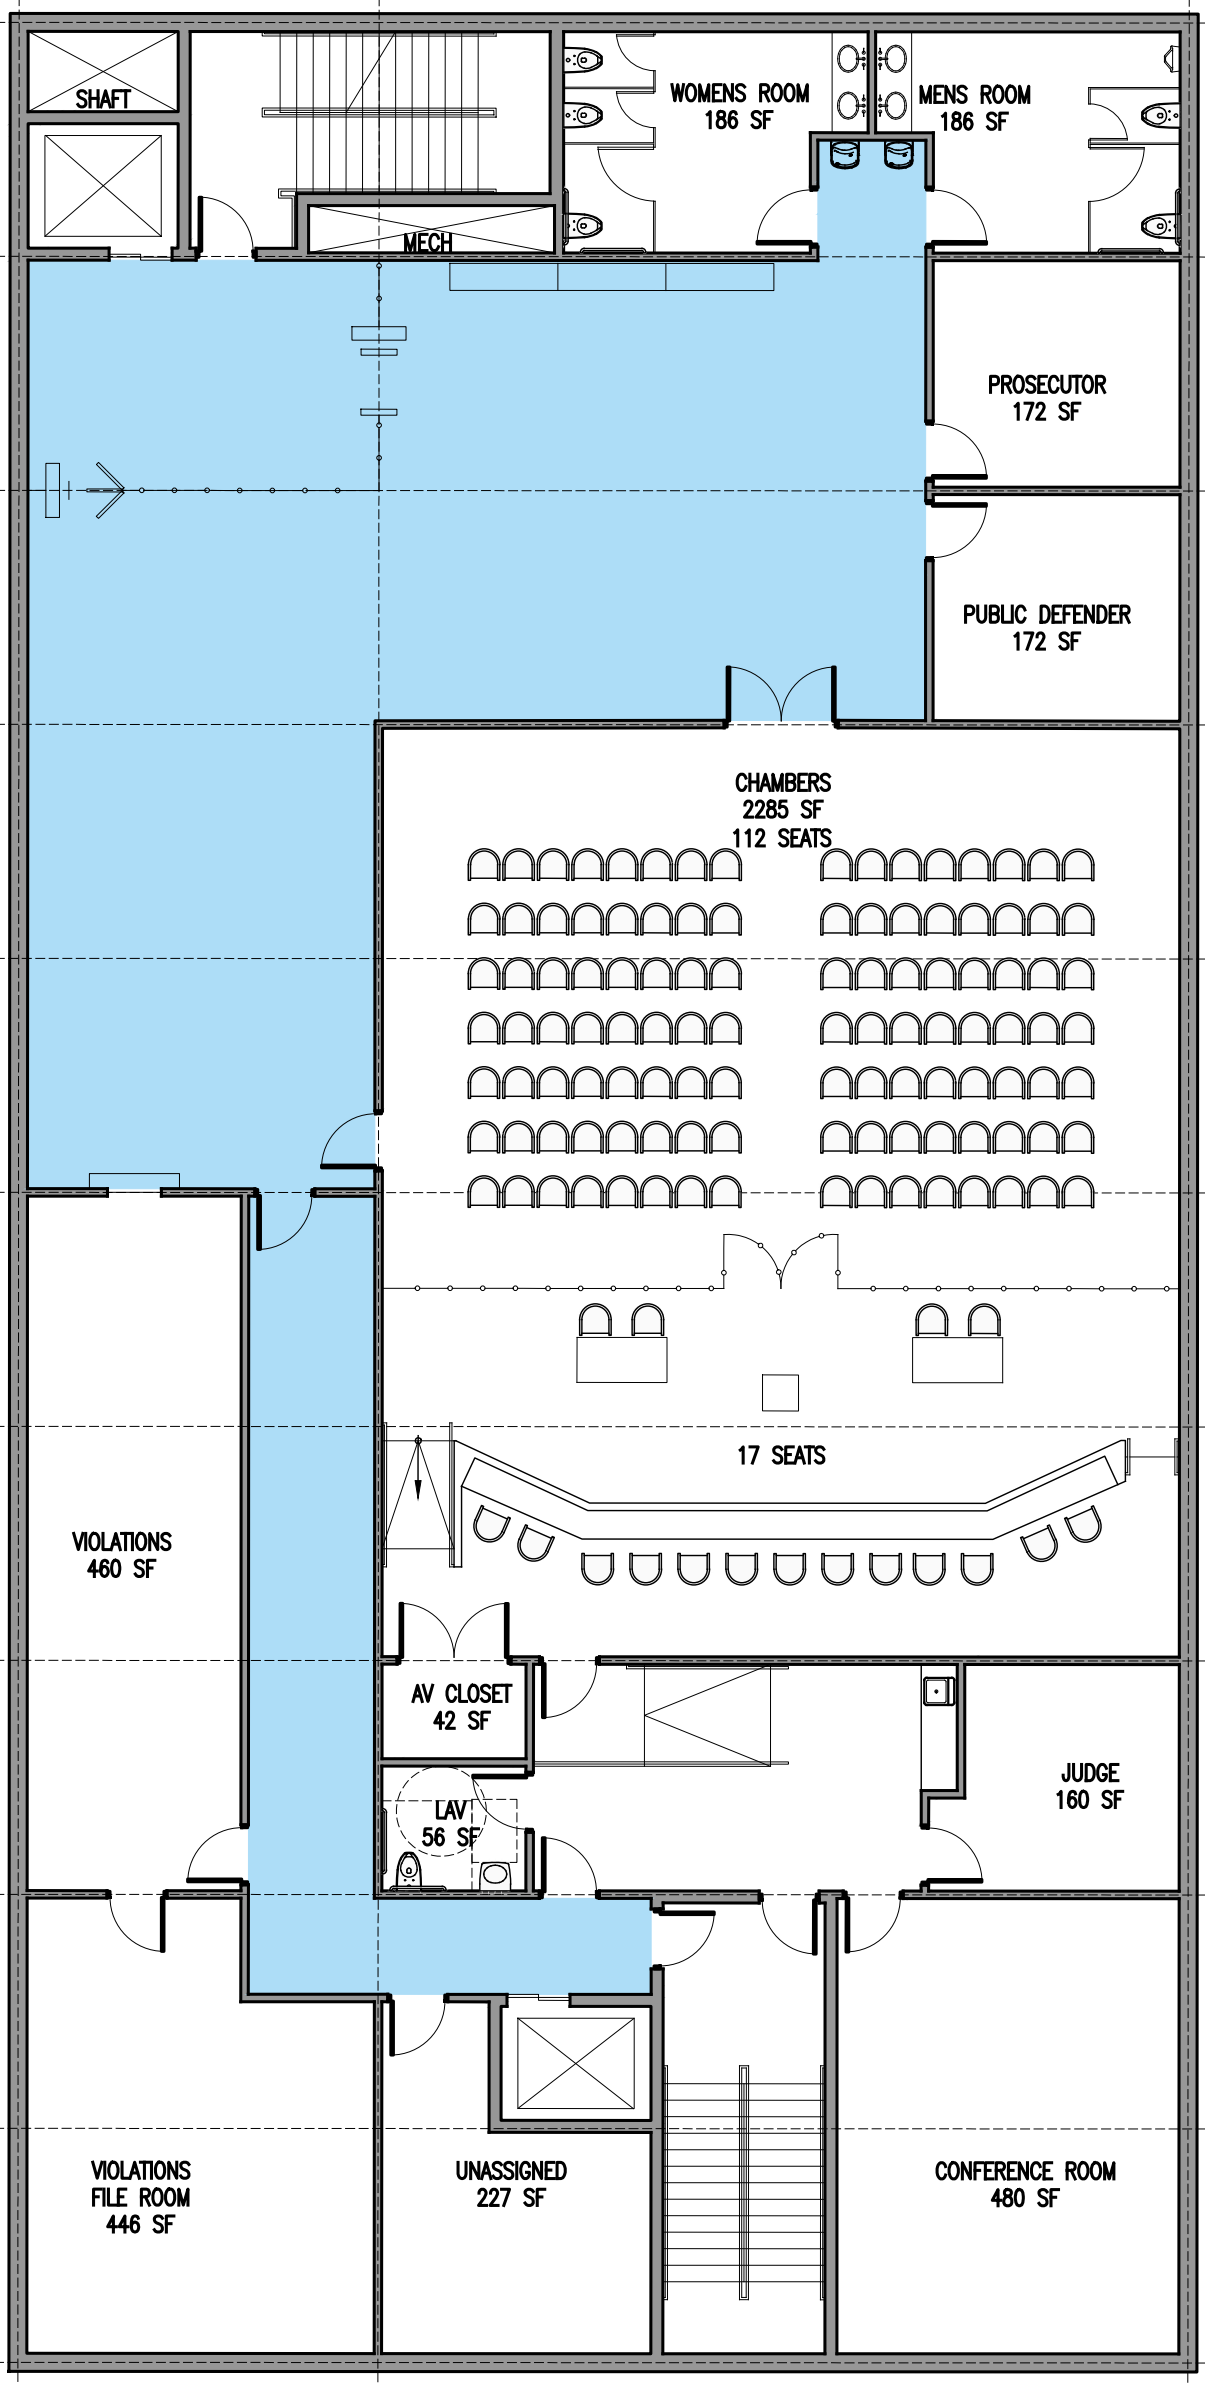 SHAFT
WOMENS ROOM
186 SF
MENS ROOM
186 SF
MECH
PROSECUTOR
172 SF
PUBLIC DEFENDER
172 SF
CHAMBERS
2285 SF
112 SEATS
17 SEATS
VIOLATIONS
460 SF
AV CLOSET
42 SF
LAV
56 SF
JUDGE
160 SF
VIOLATIONS
FILE ROOM
446 SF
UNASSIGNED
227 SF
CONFERENCE ROOM
480 SF